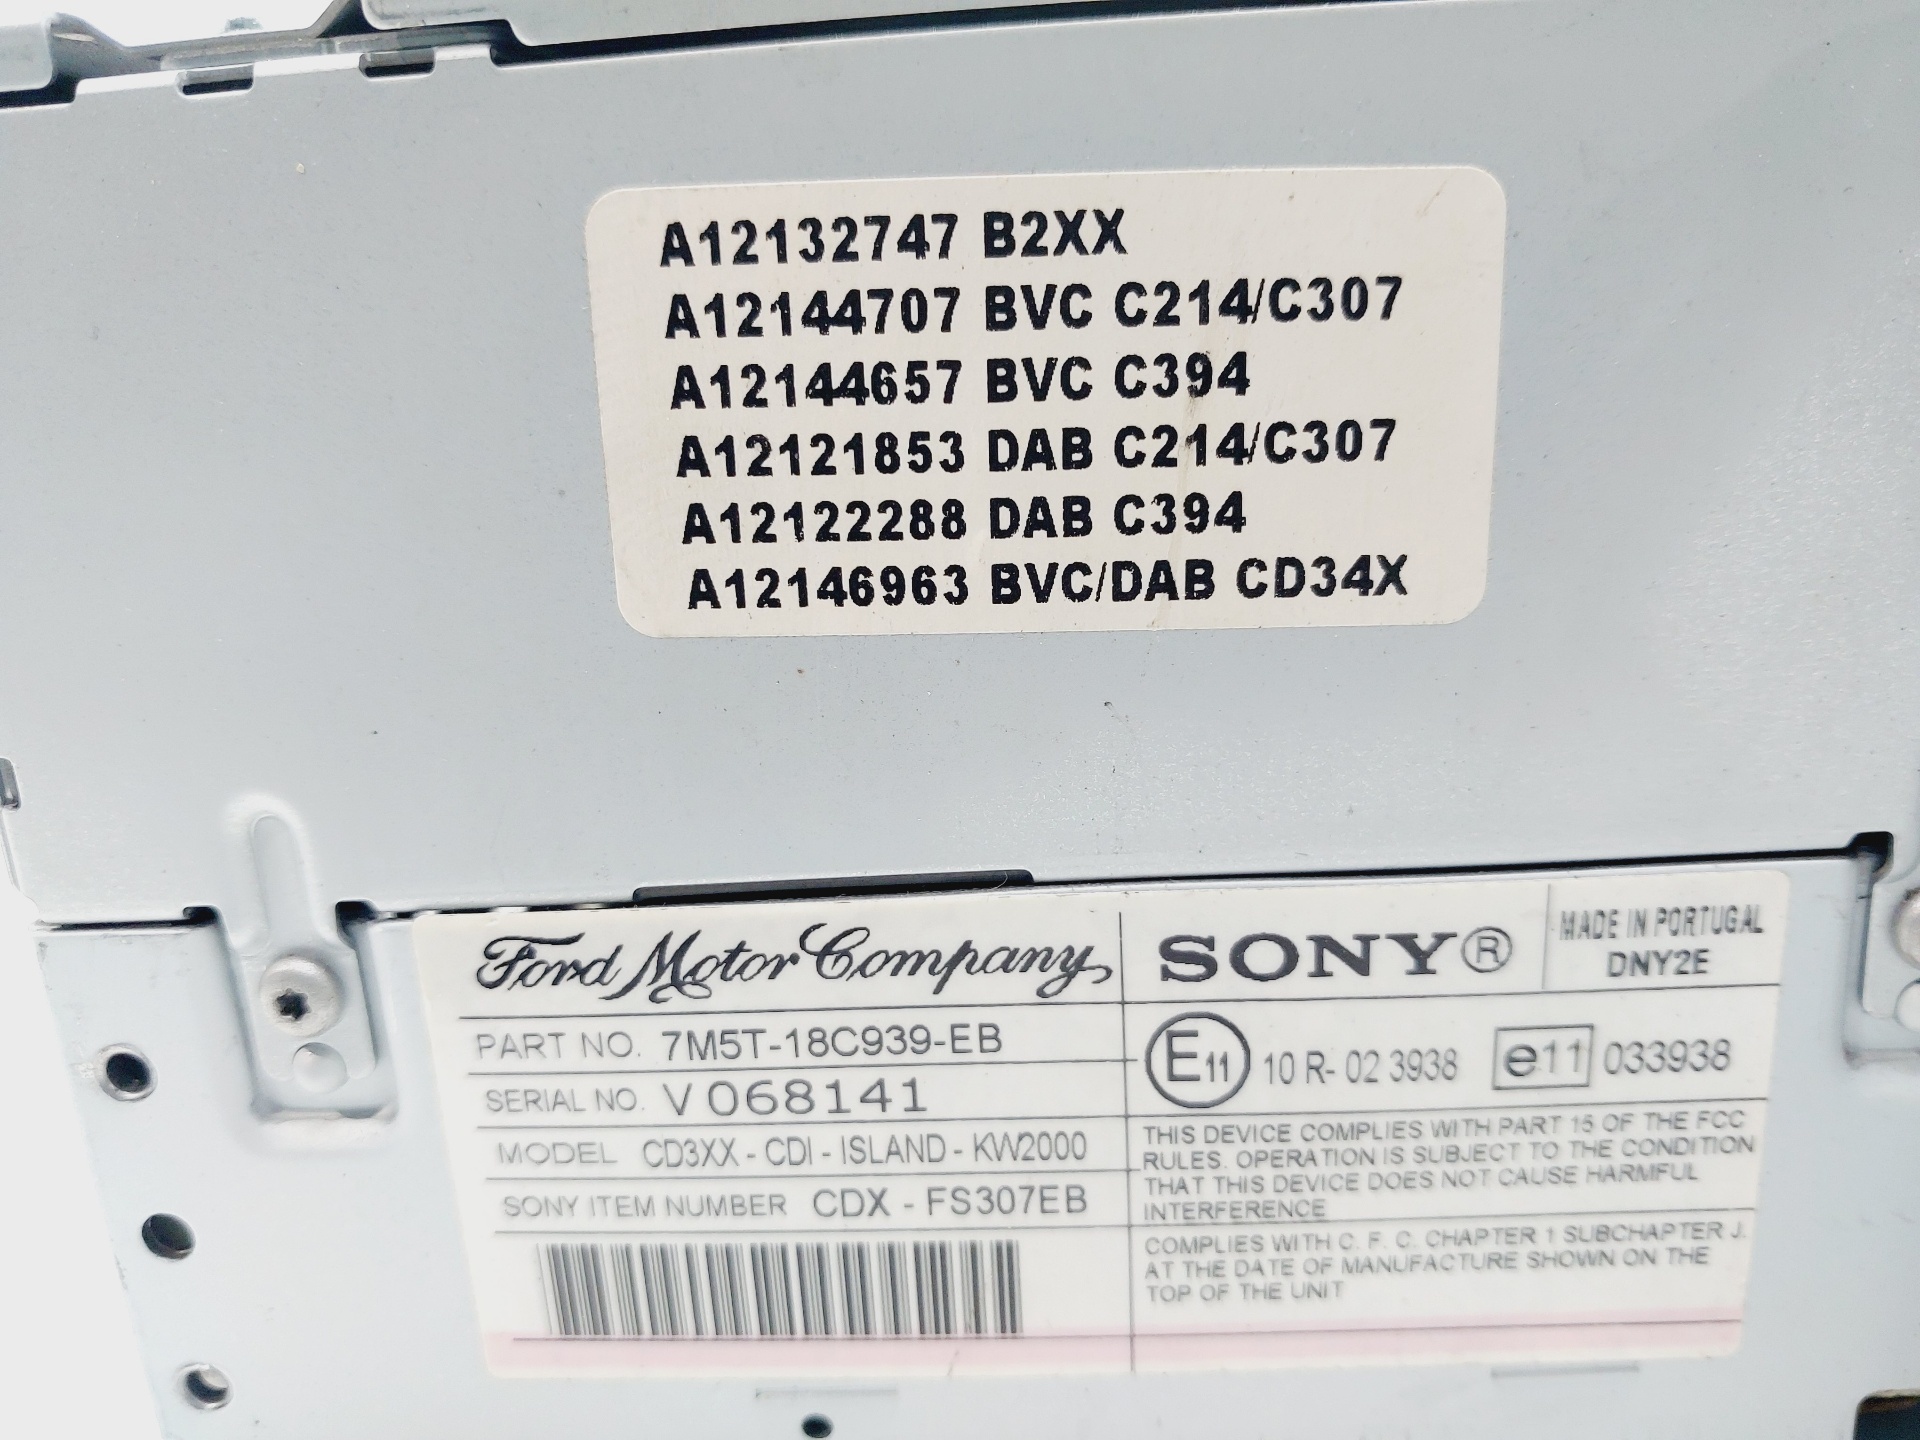 A12132747 B2XX
A12144707 BVC C214/C307
A12144657 BVC C394
A12121853 DAB C214/C307
A12122288 DAB C394
A12146963 BVC/DAB CD34X
Ford Motor Company,
SONY®
MADE IN PORTUGAL
DNY2E
PART NO. 7M5T-18C939-EB
SERIAL NO. V068141
MODEL CD3XX - CDI - ISLAND - KW2000
SONY ITEM NUMBER CDX - FS307EB
E11 10 R- 02 3938 e11 033938
THIS DEVICE COMPLIES WITH PART 15 OF THE FCC
RULES. OPERATION IS SUBJECT TO THE CONDITION
THAT THIS DEVICE DOES NOT CAUSE HARMFUL
INTERFERENCE
COMPLIES WITH C. F. C. CHAPTER 1 SUBCHAPTER J.
AT THE DATE OF MANUFACTURE SHOWN ON THE
TOP OF THE UNIT